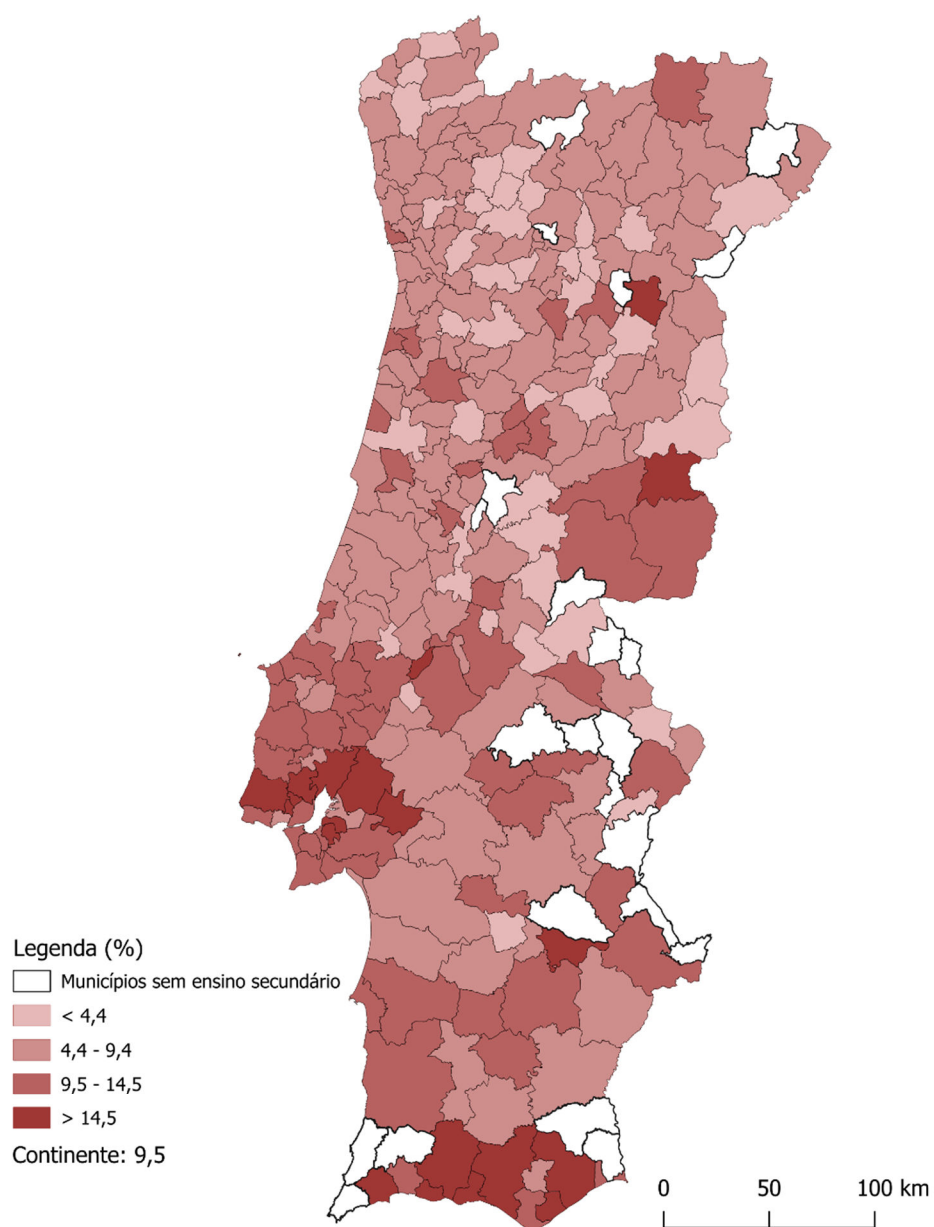 Legenda (%)
Municípios sem ensino secundário
< 4,4
4,4 - 9,4
9,5 - 14,5
> 14,5
Continente: 9,5
0 50 100 km